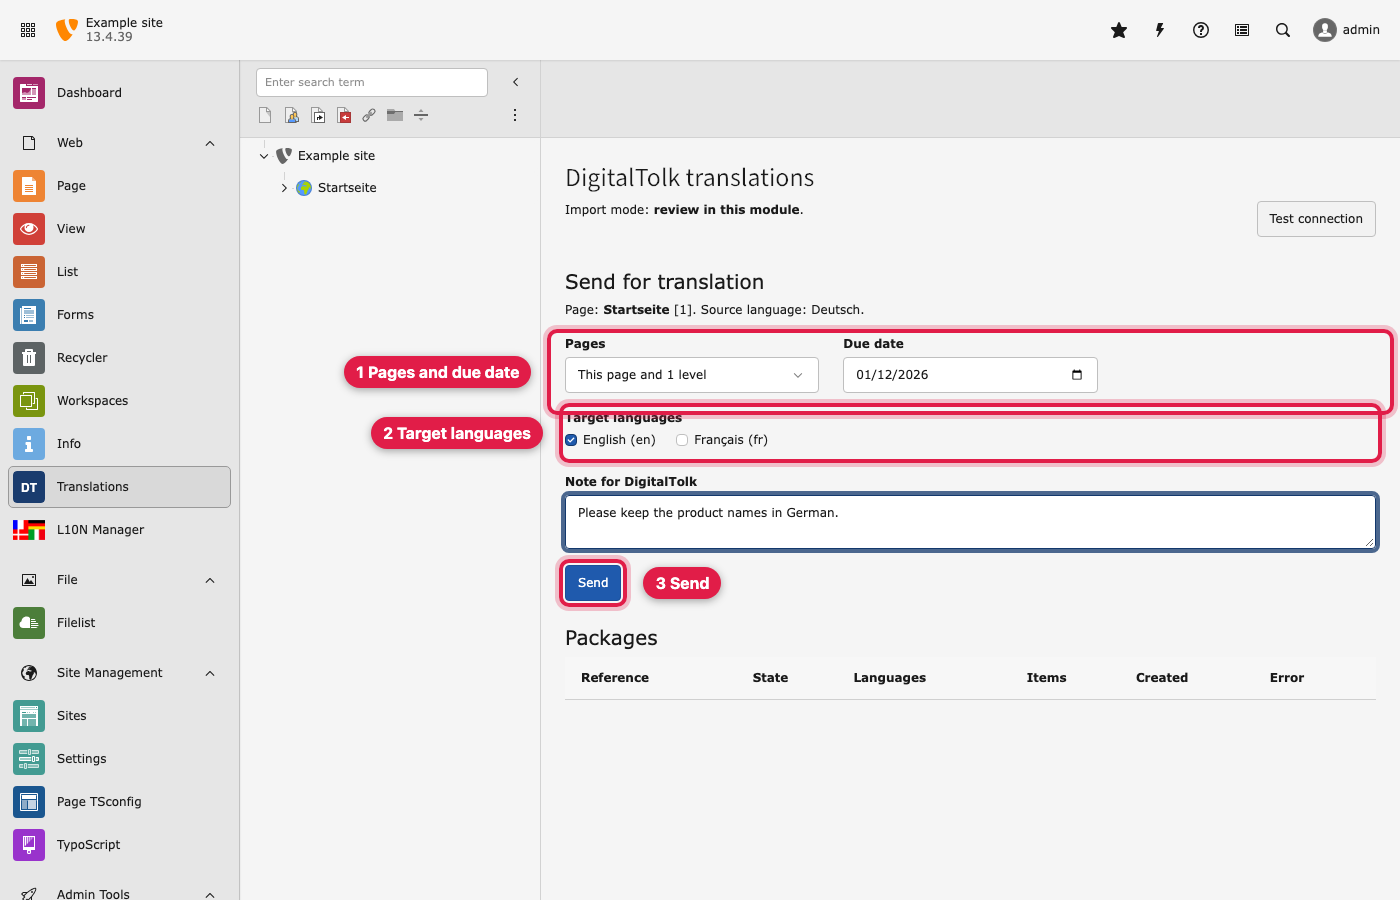 Example site
13.4.39
admin
Dashboard
Web
Page
View
List
Forms
Recycler
Workspaces
Info
DT
Translations
L10N Manager
File
Filelist
Site Management
Sites
Settings
Page TSconfig
TypoScript
Admin Tools
Enter search term
Example site
Startseite
DigitalTolk translations
Import mode: review in this module.
Test connection
Send for translation
Page: Startseite [1]. Source language: Deutsch.
Pages
Due date
1 Pages and due date
This page and 1 level
01/12/2026
Target languages
2 Target languages
English (en)
Français (fr)
Note for DigitalTolk
Please keep the product names in German.
Send
3 Send
Packages
Reference State Languages Items Created Error